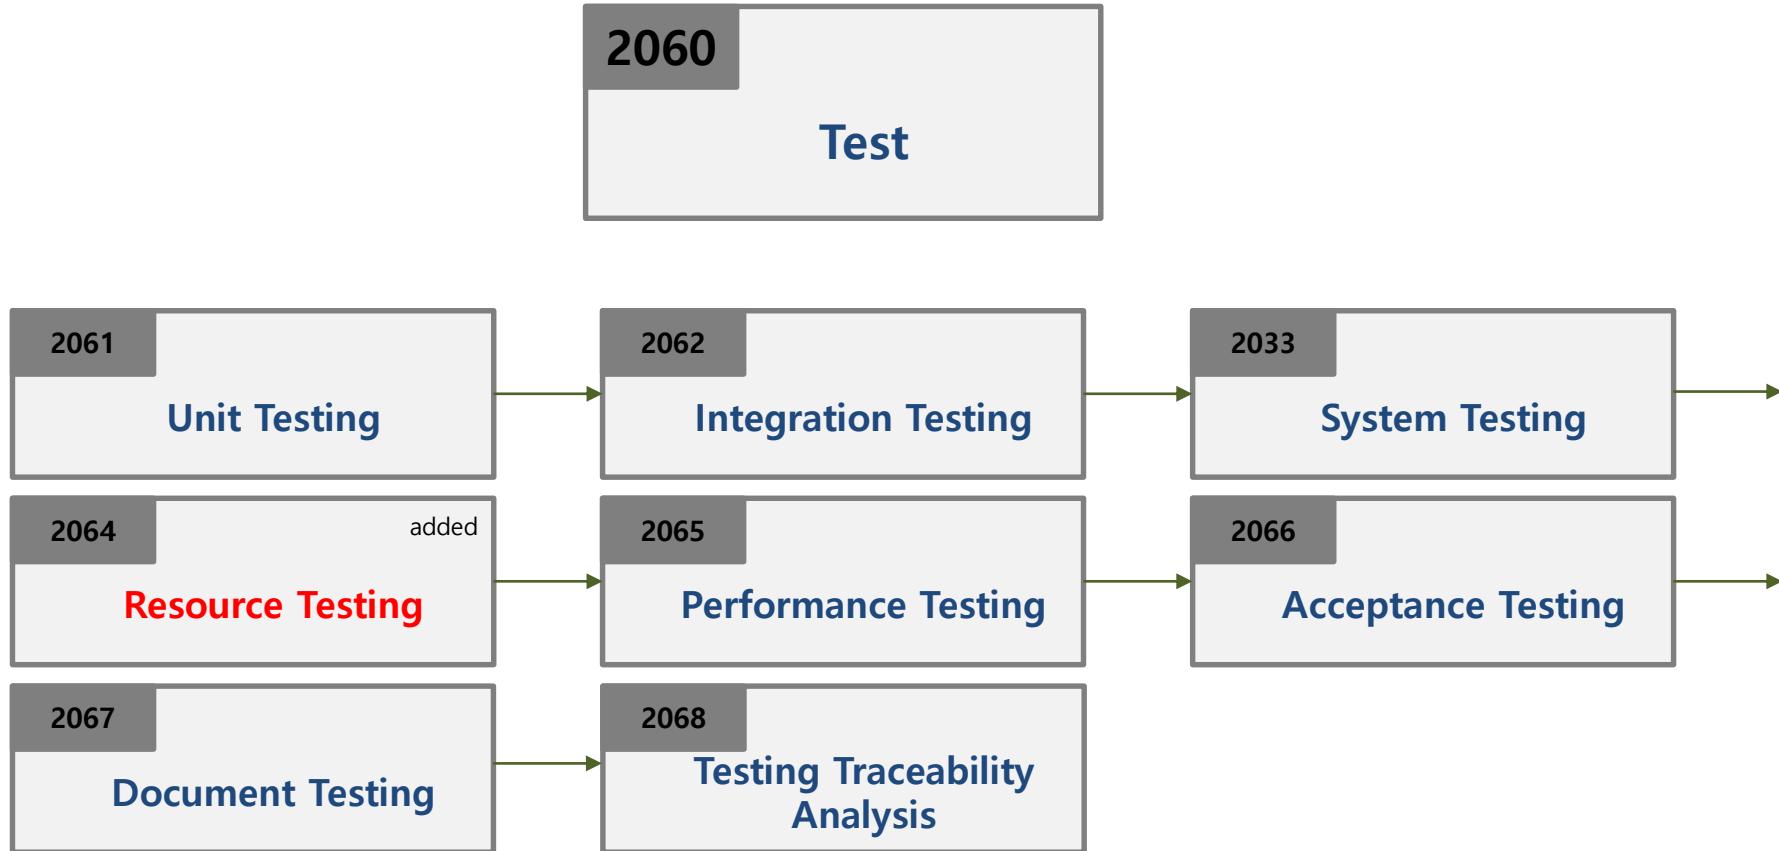 2060
Test
2061
Unit Testing
2062
Integration Testing
2033
System Testing
2064
added
Resource Testing
2065
Performance Testing
2066
Acceptance Testing
2067
Document Testing
2068
Testing Traceability
Analysis